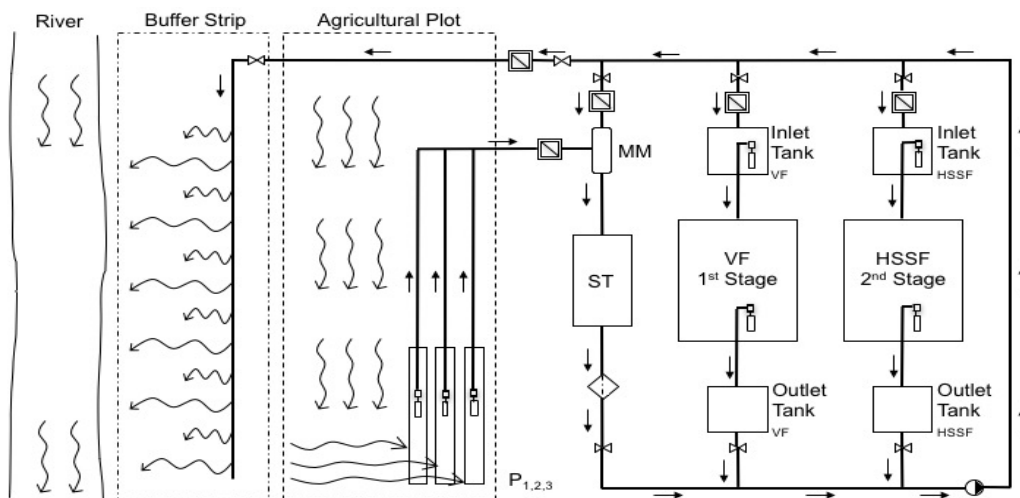 River
Buffer Strip
Agricultural Plot
MM
Inlet
Tank
VF
Inlet
Tank
HSSF
ST
VF
1st Stage
HSSF
2nd Stage
Outlet
Tank
VF
Outlet
Tank
HSSF
P1,2,3